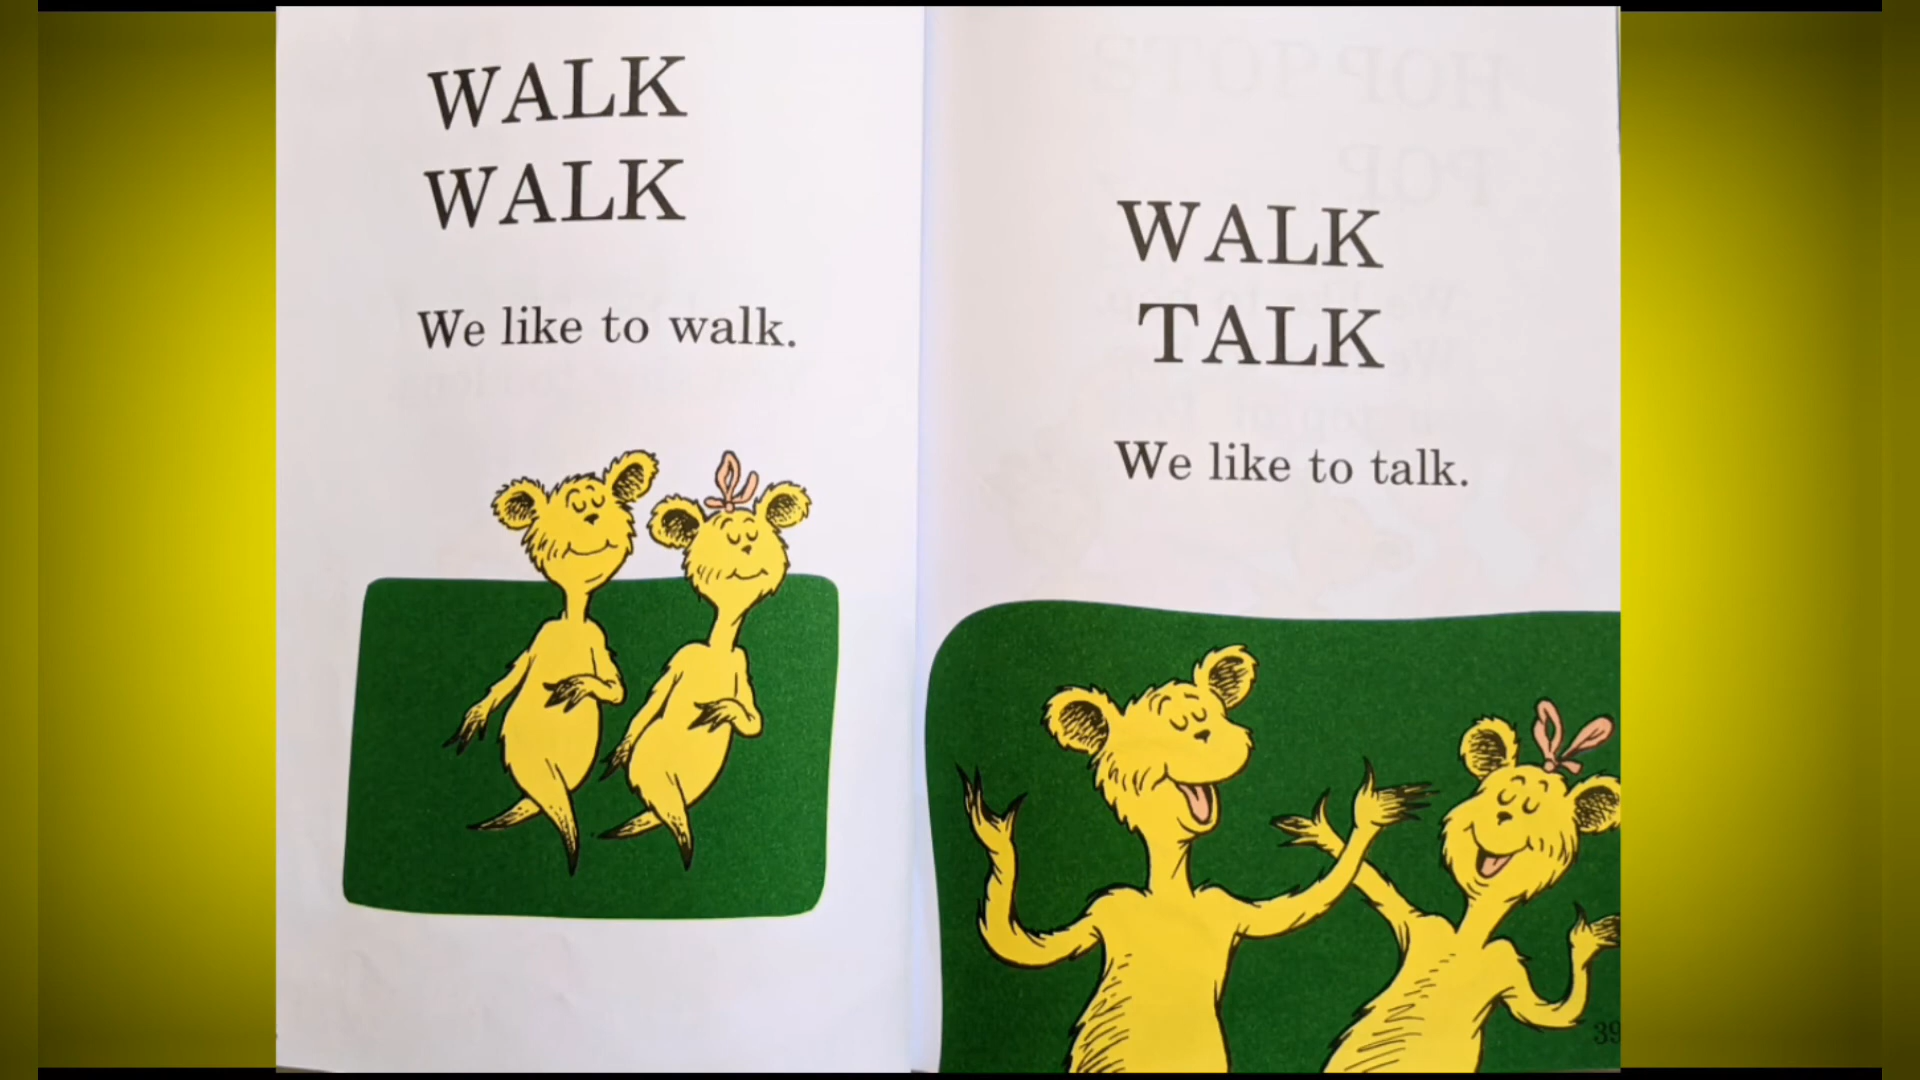 WALK
WALK
We like to walk.
WALK
TALK
We like to talk.
39